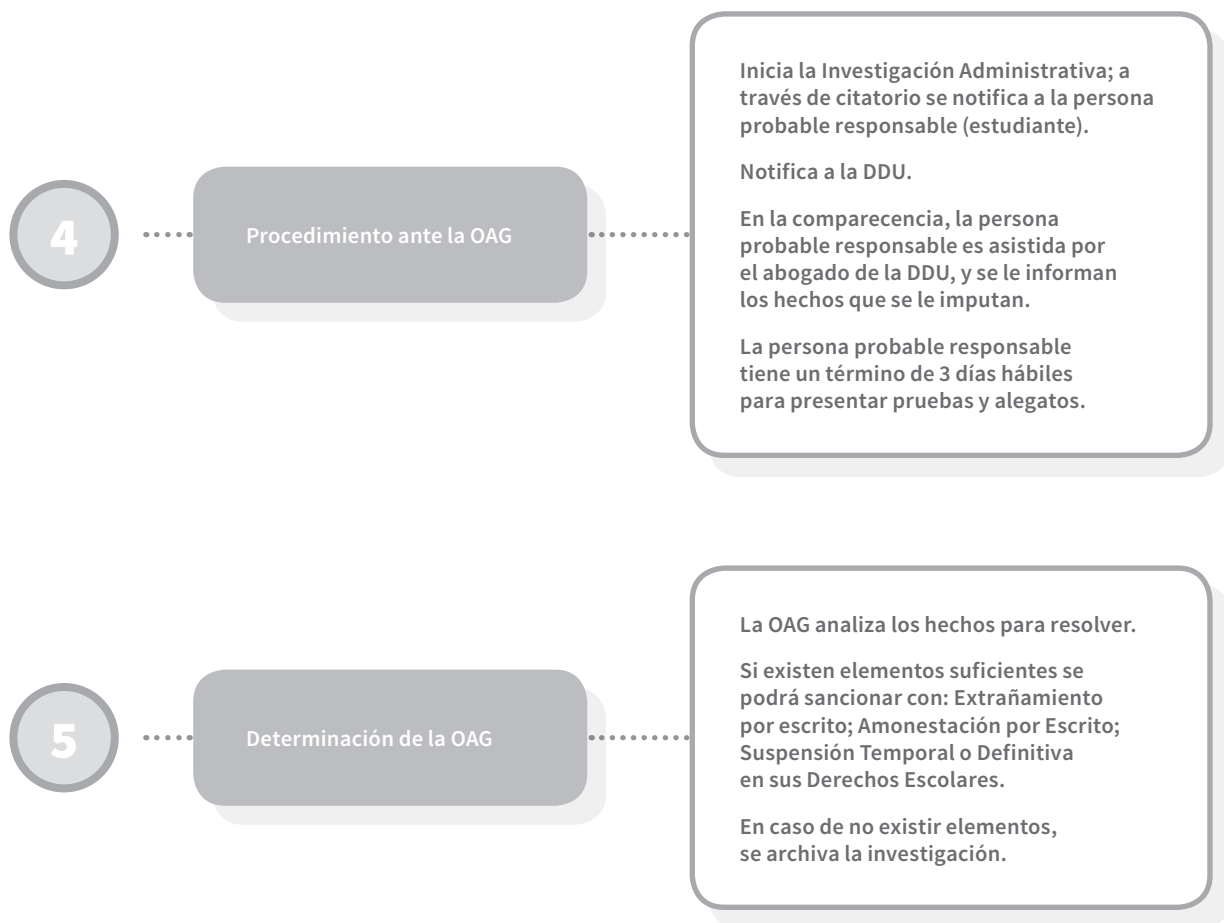 4
Procedimiento ante la OAG
Inicia la Investigación Administrativa; a
través de citatorio se notifica a la persona
probable responsable (estudiante).
Notifica a la DDU.
En la comparecencia, la persona
probable responsable es asistida por
el abogado de la DDU, y se le informan
los hechos que se le imputan.
La persona probable responsable
tiene un término de 3 días hábiles
para presentar pruebas y alegatos.
5
Determinación de la OAG
La OAG analiza los hechos para resolver.
Si existen elementos suficientes se
podrá sancionar con: Extrañamiento
por escrito; Amonestación por Escrito;
Suspensión Temporal o Definitiva
en sus Derechos Escolares.
En caso de no existir elementos,
se archiva la investigación.